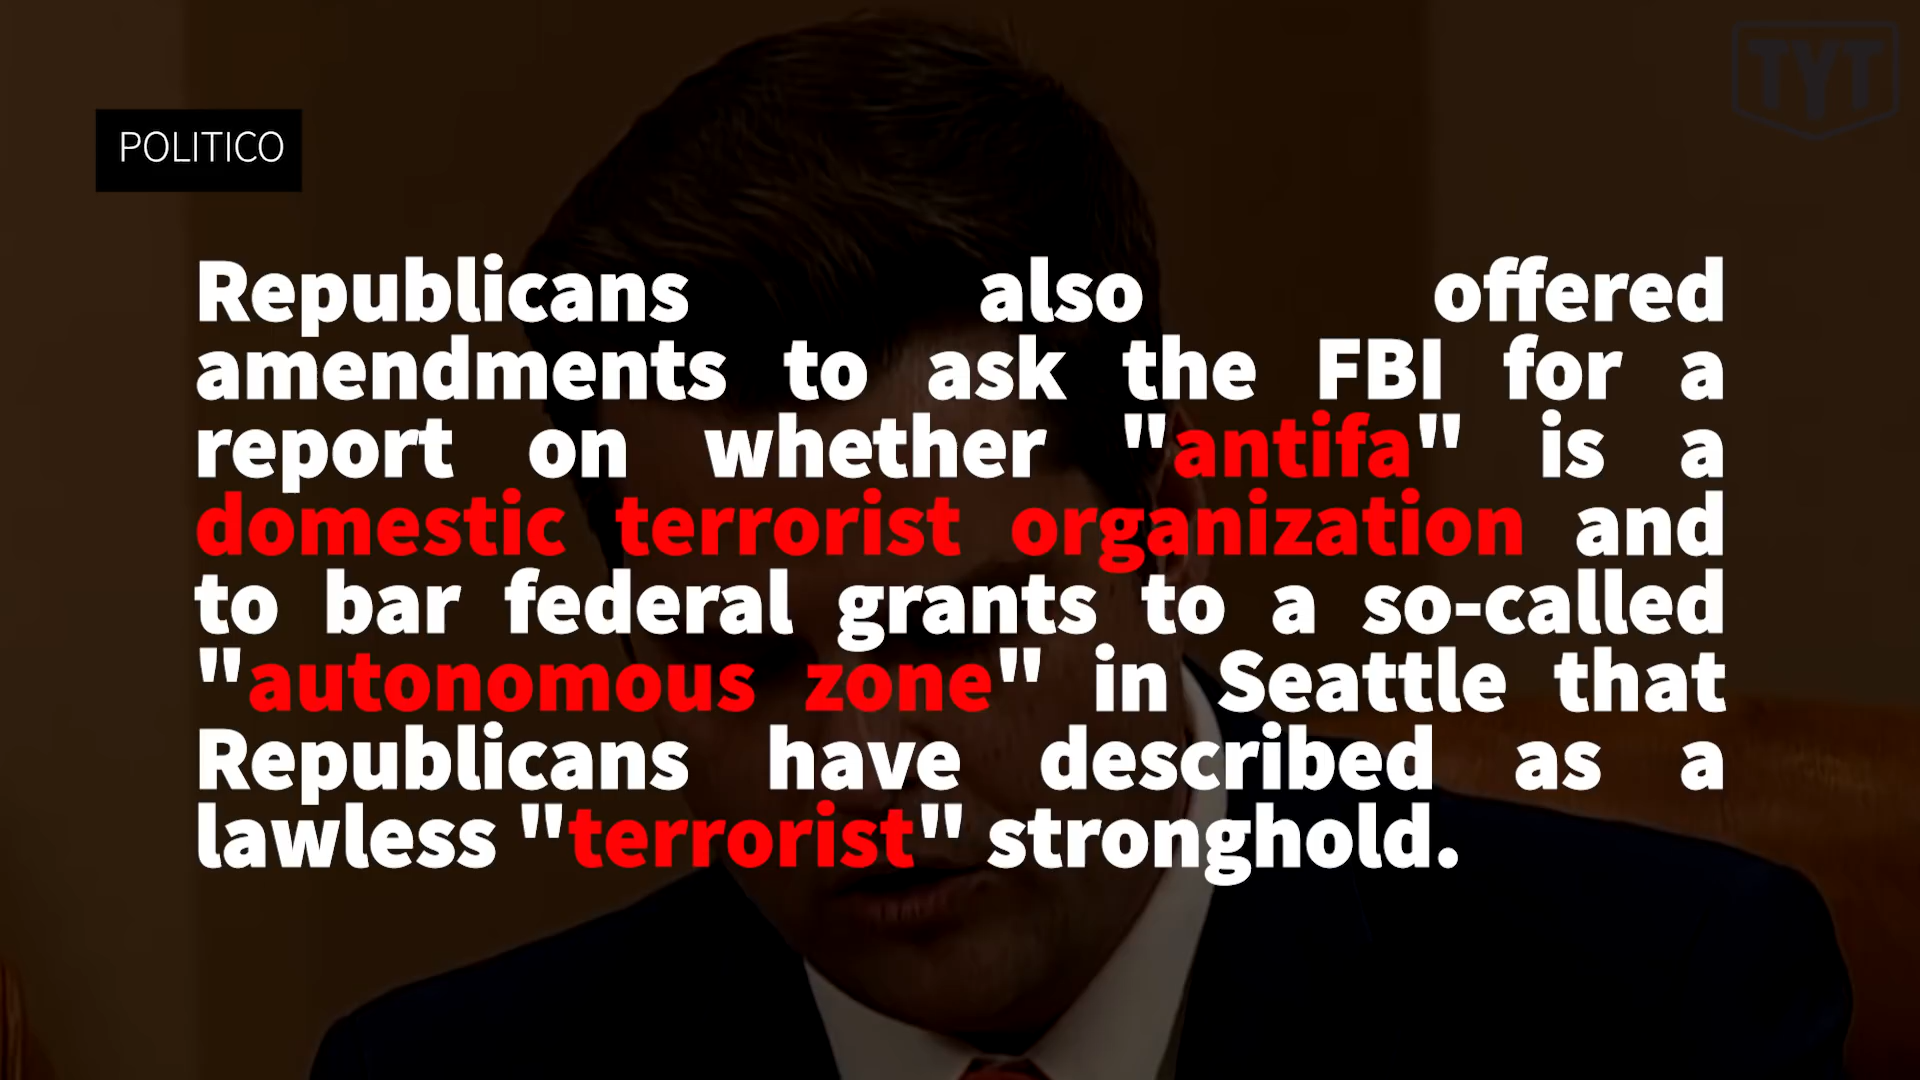 TYT
POLITICO
Republicans also offered
amendments to ask the FBI for a
report on whether "antifa" is a
domestic terrorist organization and
to bar federal grants to a so-called
"autonomous zone" in Seattle that
Republicans have described as a
lawless "terrorist" stronghold.